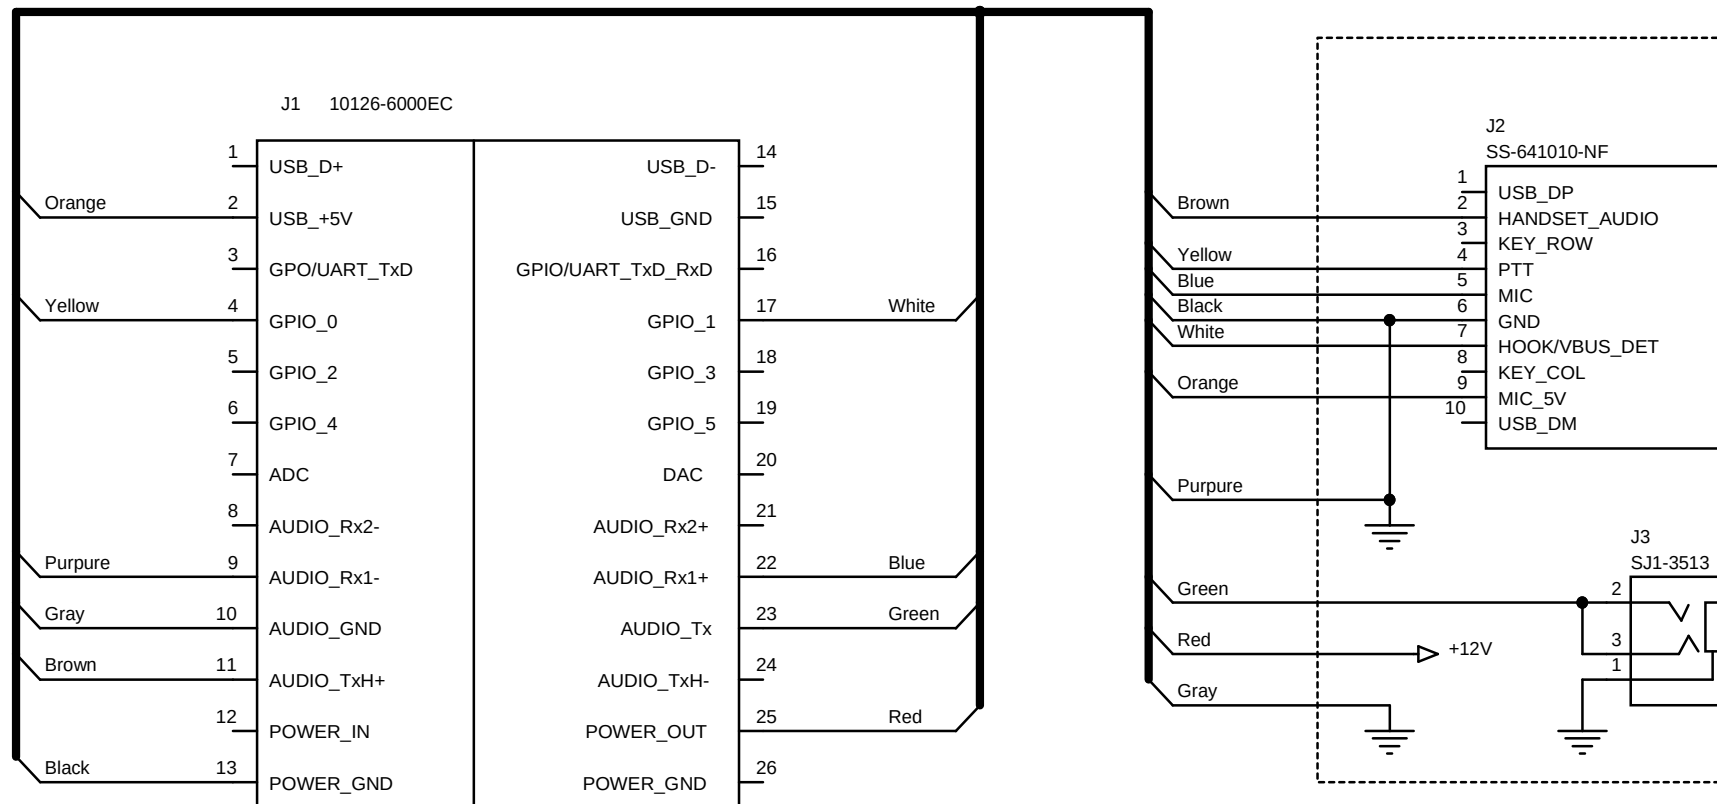 J1 10126-6000EC
1 USB_D+ USB_D- 14
Orange 2 USB_+5V USB_GND 15
3 GPO/UART_TxD GPIO/UART_TxD_RxD 16
Yellow 4 GPIO_0 GPIO_1 17 White
5 GPIO_2 GPIO_3 18
6 GPIO_4 GPIO_5 19
7 ADC DAC 20
8 AUDIO_Rx2- AUDIO_Rx2+ 21
Purpure 9 AUDIO_Rx1- AUDIO_Rx1+ 22 Blue
Gray 10 AUDIO_GND AUDIO_Tx 23 Green
Brown 11 AUDIO_TxH+ AUDIO_TxH- 24
12 POWER_IN POWER_OUT 25 Red
Black 13 POWER_GND POWER_GND 26
J2
SS-641010-NF
1 USB_DP
Brown 2 HANDSET_AUDIO
3 KEY_ROW
Yellow 4 PTT
Blue 5 MIC
Black 6 GND
White 7 HOOK/VBUS_DET
8 KEY_COL
Orange 9 MIC_5V
10 USB_DM
Purpure
J3
SJ1-3513
Green 2
Red +12V 3
1
Gray